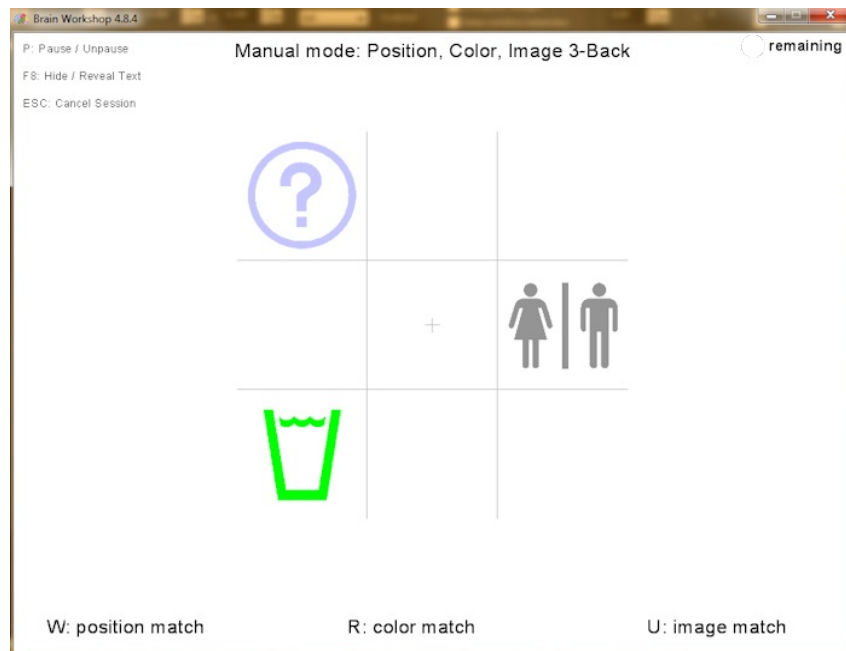 Brain Workshop 4.8.4
P: Pause / Unpause
F8: Hide / Reveal Text
ESC: Cancel Session
Manual mode: Position, Color, Image 3-Back
remaining
?
W: position match
R: color match
U: image match